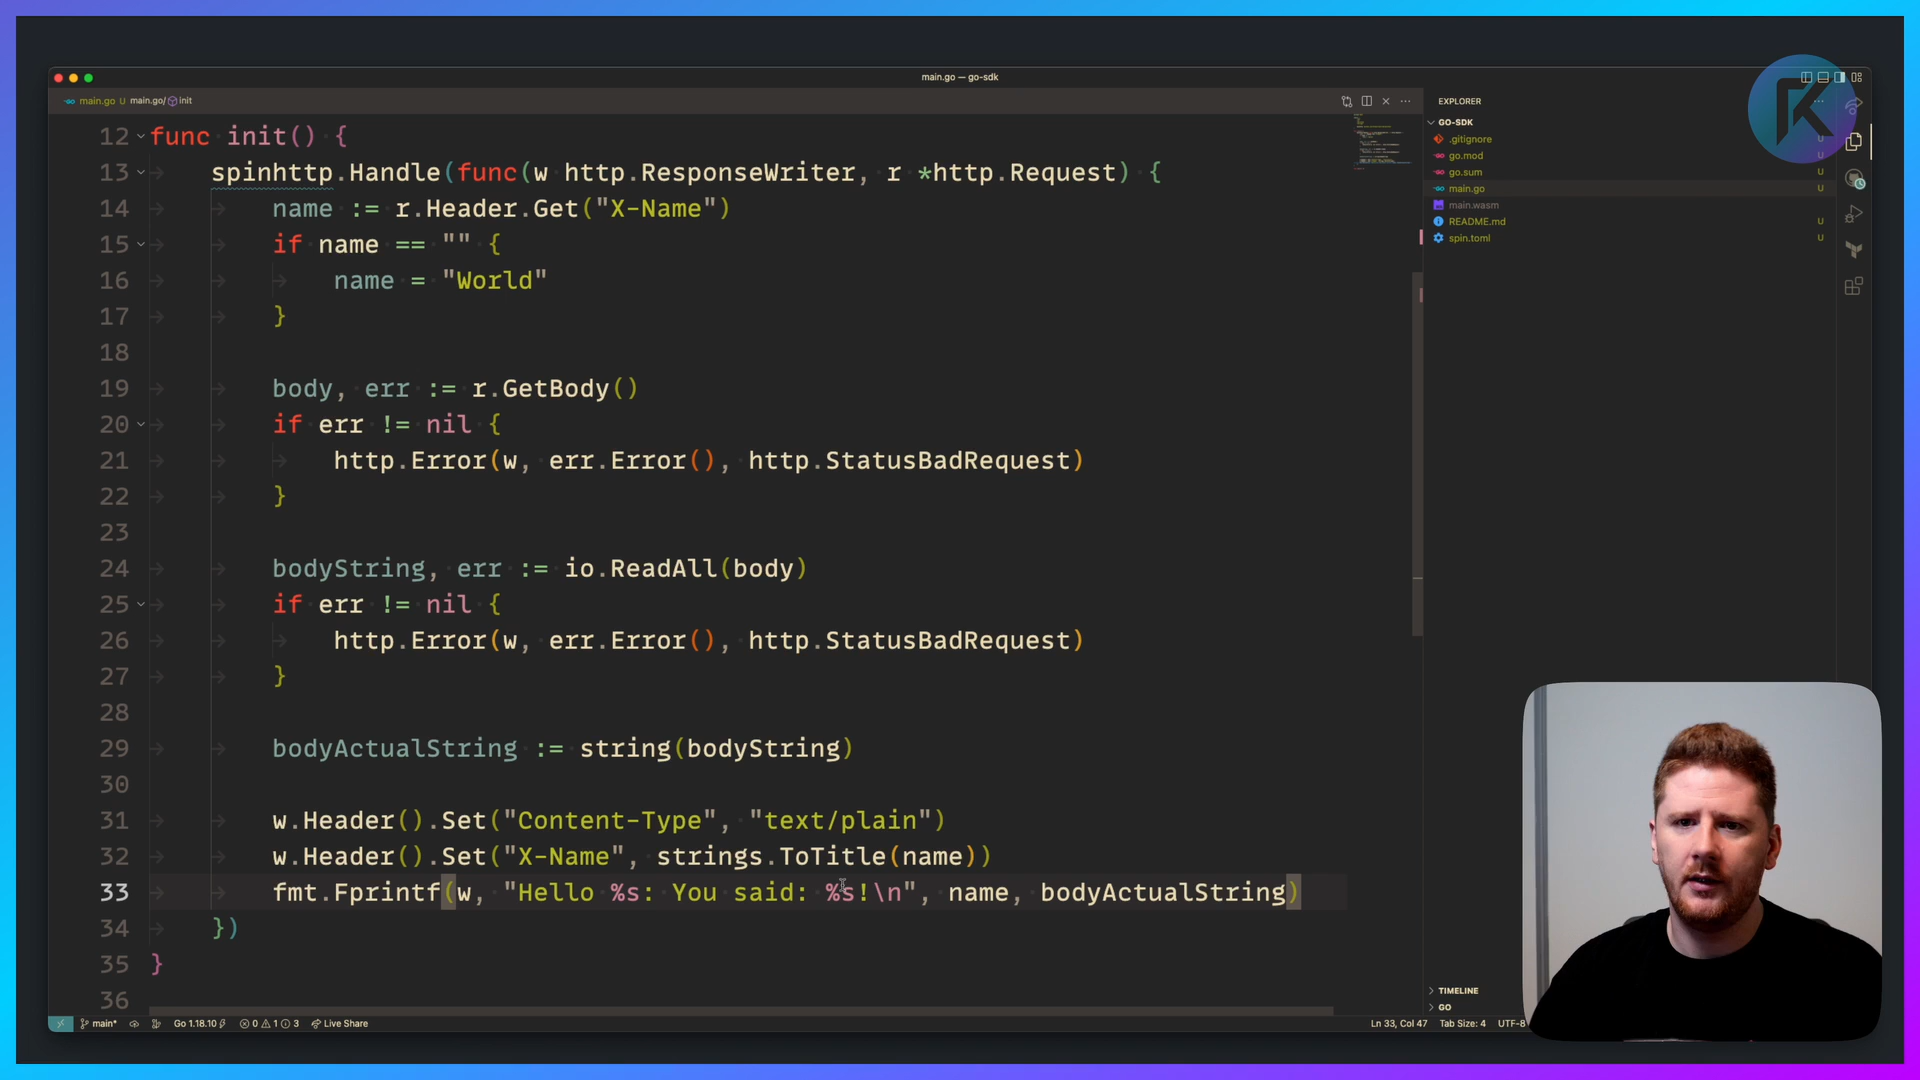 main.go — go-sdk
main.go U main.go/ init
12 func init() {
13 spinhttp.Handle(func(w http.ResponseWriter, r *http.Request) {
14 name := r.Header.Get("X-Name")
15 if name == "" {
16 name = "World"
17 }
18
19 body, err := r.GetBody()
20 if err != nil {
21 http.Error(w, err.Error(), http.StatusBadRequest)
22 }
23
24 bodyString, err := io.ReadAll(body)
25 if err != nil {
26 http.Error(w, err.Error(), http.StatusBadRequest)
27 }
28
29 bodyActualString := string(bodyString)
30
31 w.Header().Set("Content-Type", "text/plain")
32 w.Header().Set("X-Name", strings.ToTitle(name))
33 fmt.Fprintf(w, "Hello %s: You said: %s!\n", name, bodyActualString)
34 })
35 }
36
EXPLORER
GO-SDK
.gitignore U
go.mod U
go.sum U
main.go U
main.wasm
README.md U
spin.toml U
TIMELINE
GO
main* Go 1.18.10 0 1 3 Live Share
Ln 33, Col 47 Tab Size: 4 UTF-8